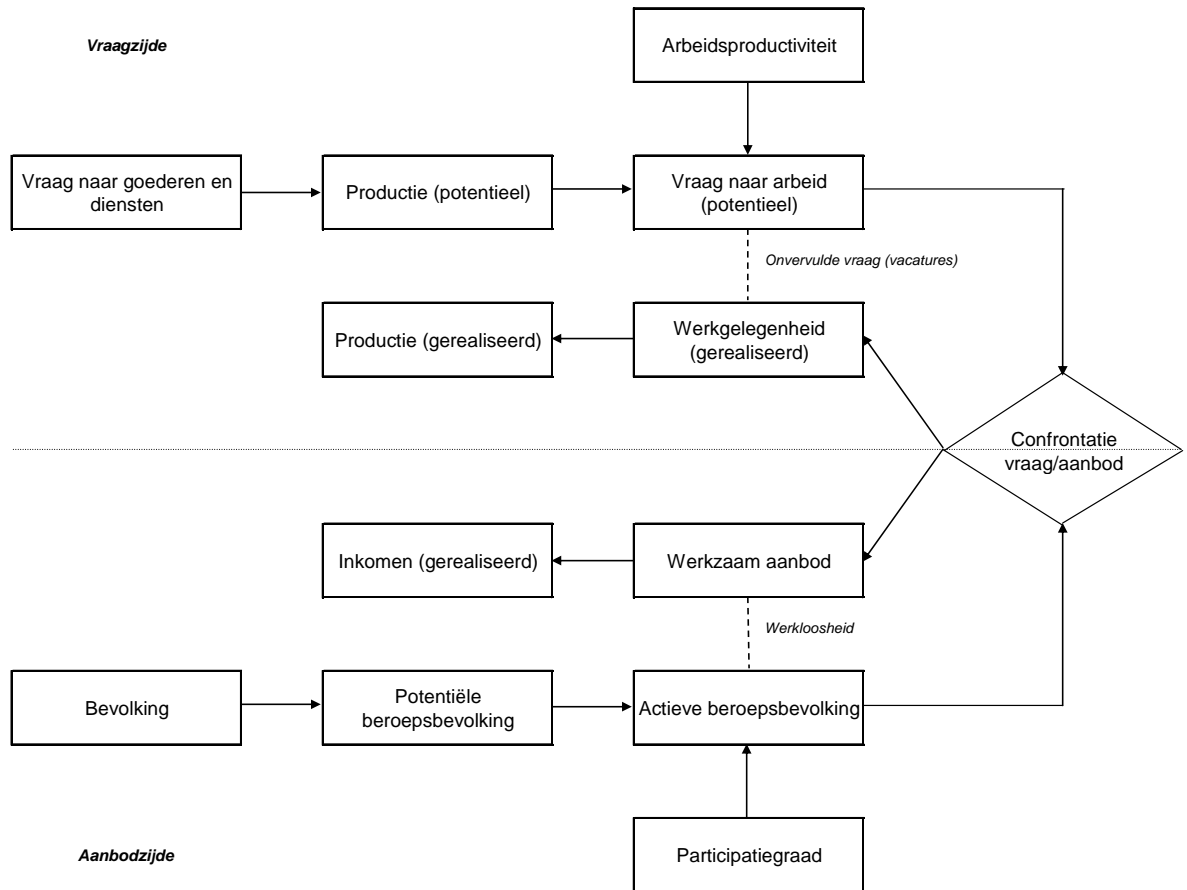 Vraagzijde
Arbeidsproductiviteit
Vraag naar goederen en
diensten
Productie (potentieel)
Vraag naar arbeid
(potentieel)
Onvervulde vraag (vacatures)
Productie (gerealiseerd)
Werkgelegenheid
(gerealiseerd)
Confrontatie
vraag/aanbod
Inkomen (gerealiseerd)
Werkzaam aanbod
Werkloosheid
Bevolking
Potentiële
beroepsbevolking
Actieve beroepsbevolking
Aanbodzijde
Participatiegraad